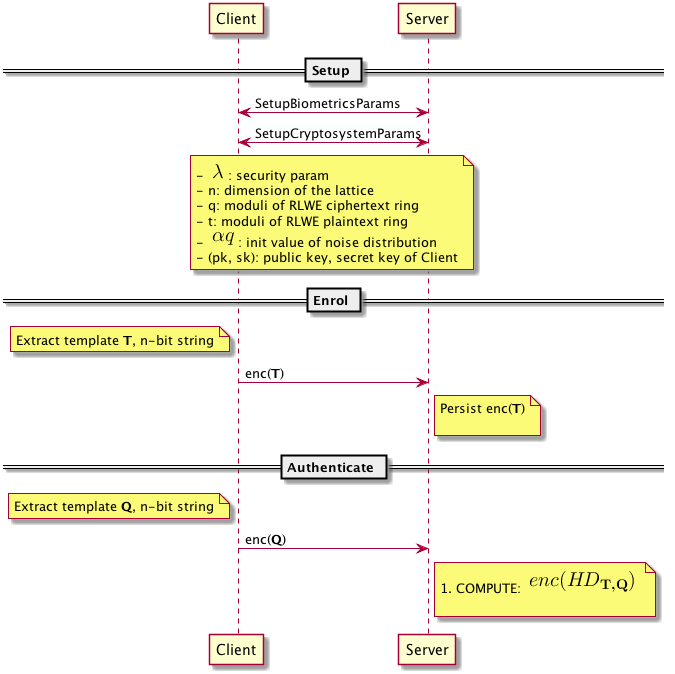 Client Server
Setup
SetupBiometricsParams
SetupCryptosystemParams
- λ : security param
- n: dimension of the lattice
- q: moduli of RLWE ciphertext ring
- t: moduli of RLWE plaintext ring
- αq : init value of noise distribution
- (pk, sk): public key, secret key of Client
Enrol
Extract template T, n-bit string
enc(T)
Persist enc(T)
Authenticate
Extract template Q, n-bit string
enc(Q)
1. COMPUTE: enc(HD_T,Q)
Client Server